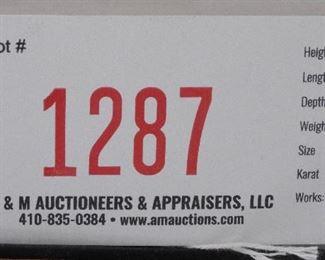 ot #
1287
& M AUCTIONEERS & APPRAISERS, LLC
410-835-0384 • www.amauctions.com
Heigh
Lengt
Depth
Weigh
Size
Karat
Works: